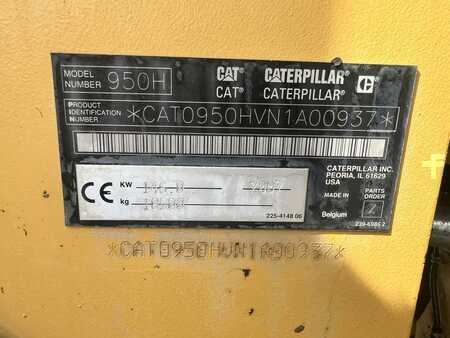 MODEL NUMBER 950H
CAT CATERPILLAR
CAT® CATERPILLAR®
PRODUCT IDENTIFICATION NUMBER *CAT0950HVN1A00937*
CATERPILLAR INC.
PEORIA, IL 61629
USA
CE KW
kg
MADE IN PARTS ORDER
Belgium
225-4148 06
*CAT0950HVN1A00937*